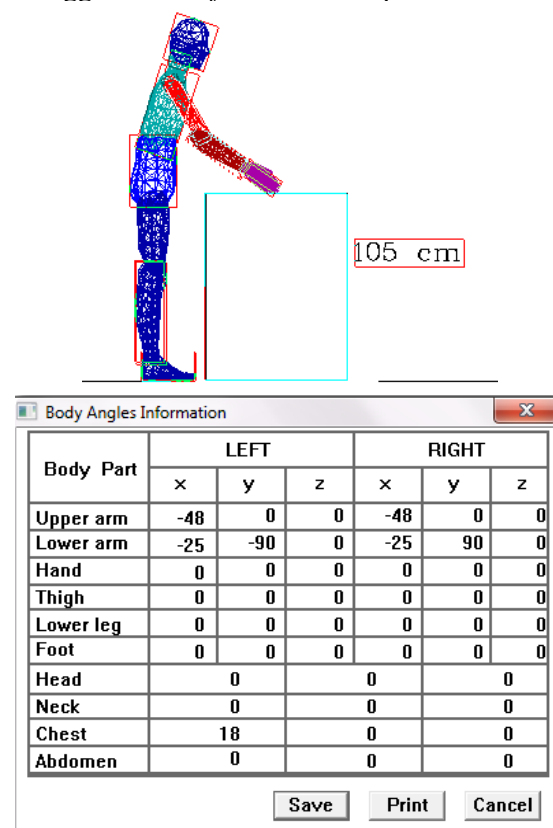 105 cm
Body Angles Information
Body Part LEFT RIGHT
x y z x y z
Upper arm -48 0 0 -48 0 0
Lower arm -25 -90 0 -25 90 0
Hand 0 0 0 0 0 0
Thigh 0 0 0 0 0 0
Lower leg 0 0 0 0 0 0
Foot 0 0 0 0 0 0
Head 0 0 0
Neck 0 0 0
Chest 18 0 0
Abdomen 0 0 0
Save Print Cancel